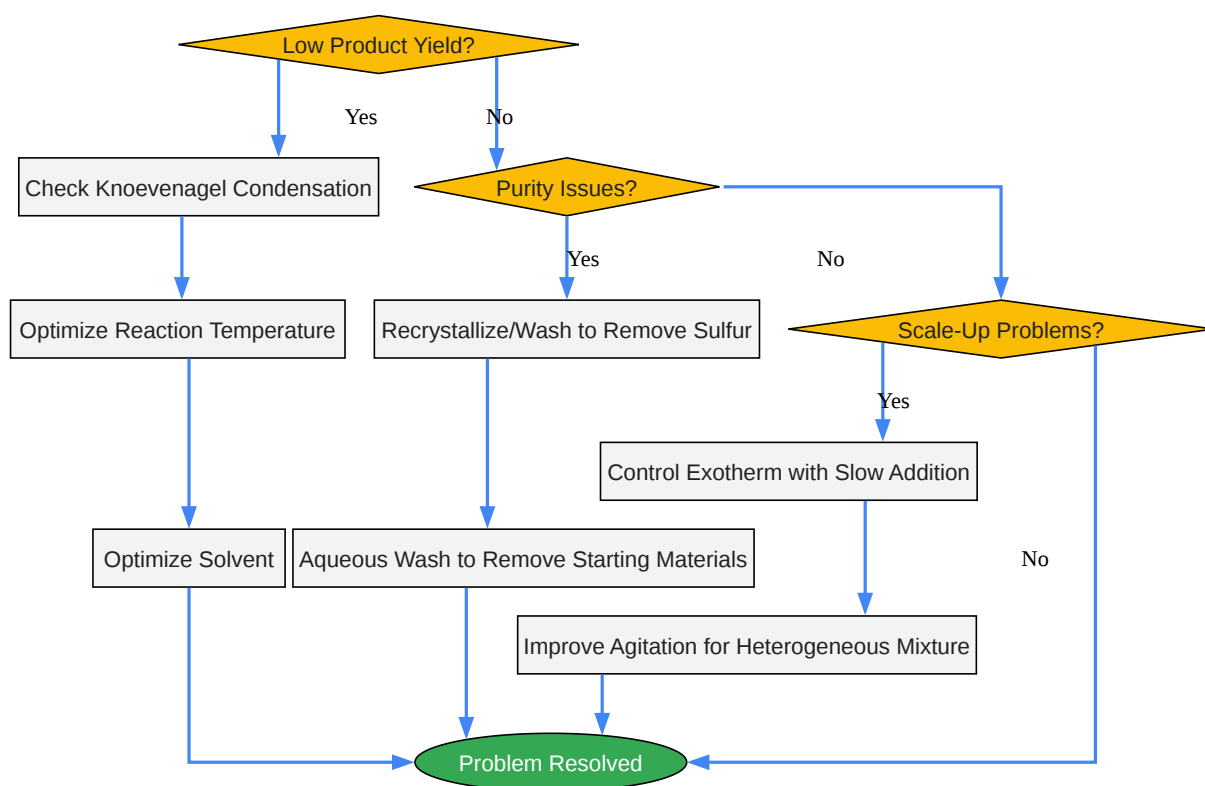 Low Product Yield?
Yes
No
Check Knoevenagel Condensation
Purity Issues?
Yes
No
Optimize Reaction Temperature
Recrystallize/Wash to Remove Sulfur
Scale-Up Problems?
Yes
Control Exotherm with Slow Addition
Optimize Solvent
Aqueous Wash to Remove Starting Materials
No
Improve Agitation for Heterogeneous Mixture
Problem Resolved